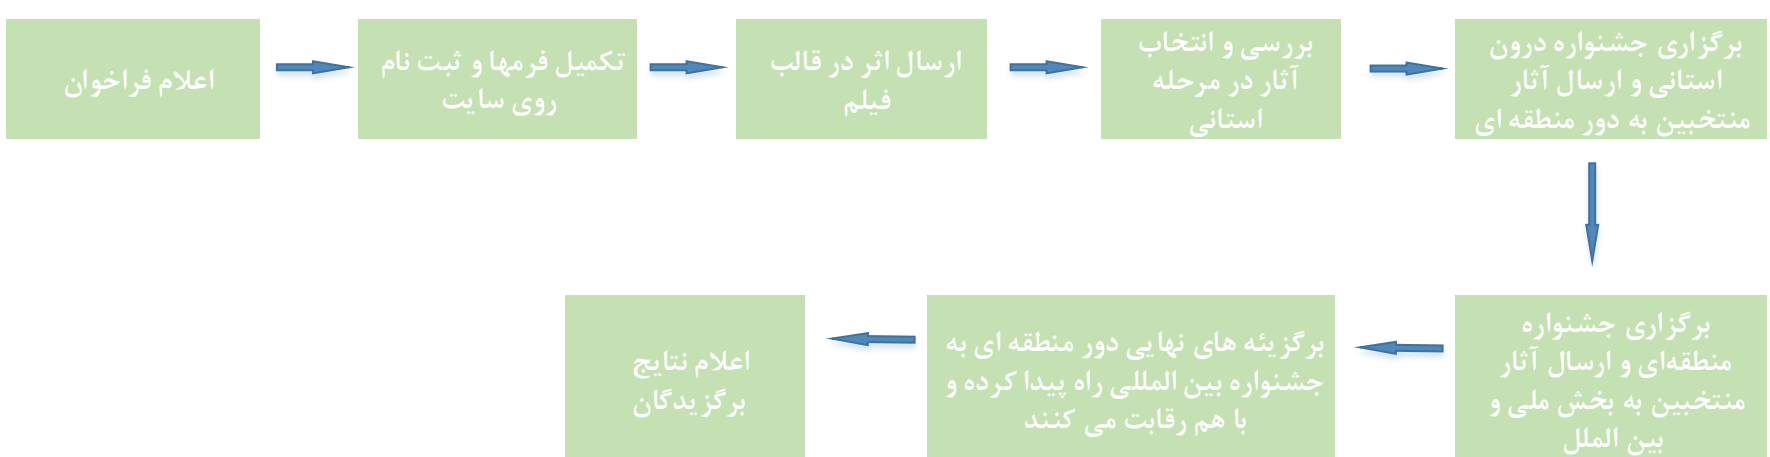 اعلام فراخوان
تکمیل فرمها و ثبت نام
روی سایت
ارسال اثر در قالب
فیلم
بررسی و انتخاب
آثار در مرحله
استانی
برگزاری جشنواره درون
استانی و ارسال آثار
منتخبین به دور منطقه ای
برگزاری جشنواره
منطقه‌ای و ارسال آثار
منتخبین به بخش ملی و
بین الملل
برگزیئه های نهایی دور منطقه ای به
جشنواره بین المللی راه پیدا کرده و
با هم رقابت می کنند
اعلام نتایج
برگزیدگان